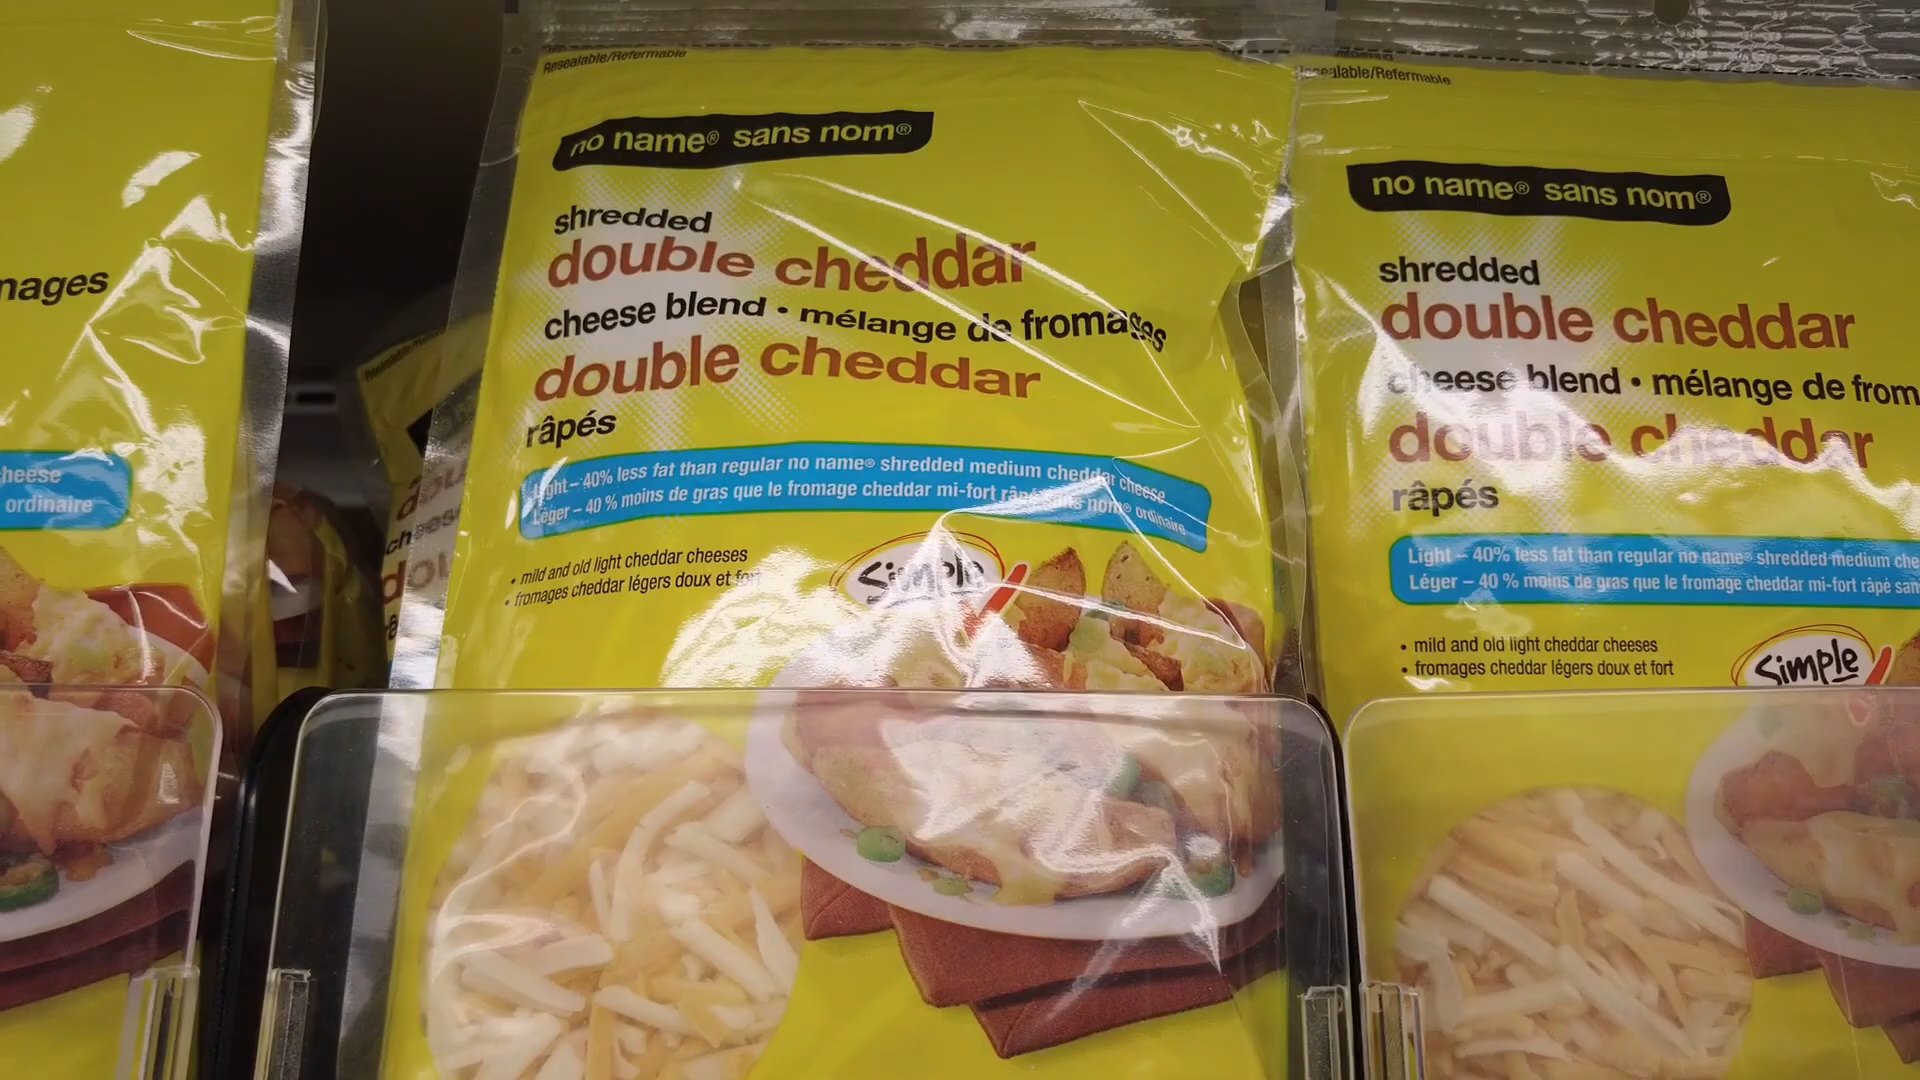 nages
heese
ordinaire
Resealable/Refermable
no name® sans nom®
shredded
double cheddar
cheese blend • mélange de fromages
double cheddar
râpés
Light – 40% less fat than regular no name® shredded medium cheddar cheese
Léger – 40 % moins de gras que le fromage cheddar mi-fort râpé sans nom® ordinaire
• mild and old light cheddar cheeses
• fromages cheddar légers doux et fort
Simple
Resealable/Refermable
no name® sans nom®
shredded
double cheddar
cheese blend • mélange de from
double cheddar
râpés
Light – 40% less fat than regular no name® shredded medium che
Léger – 40 % moins de gras que le fromage cheddar mi-fort râpé san
• mild and old light cheddar cheeses
• fromages cheddar légers doux et fort
Simple